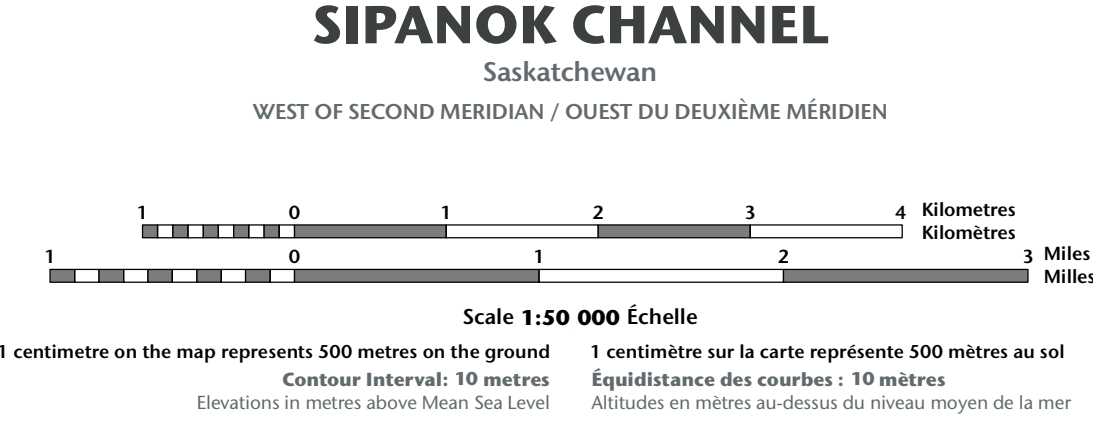 SIPANOK CHANNEL
Saskatchewan
WEST OF SECOND MERIDIAN / OUEST DU DEUXIÈME MÉRIDIEN
1 0 1 2 3 4 Kilometres
Kilomètres
1 0 1 2 3 Miles
Milles
Scale 1:50 000 Échelle
1 centimetre on the map represents 500 metres on the ground
Contour Interval: 10 metres
Elevations in metres above Mean Sea Level
1 centimètre sur la carte représente 500 mètres au sol
Équidistance des courbes : 10 mètres
Altitudes en mètres au-dessus du niveau moyen de la mer